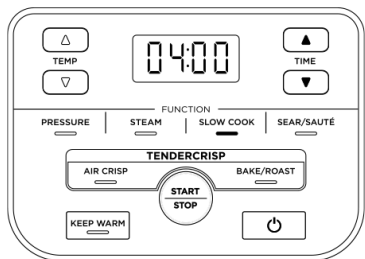 04:00
TEMP
TIME
FUNCTION
PRESSURE STEAM SLOW COOK SEAR/SAUTÉ
TENDERCRISP
AIR CRISP BAKE/ROAST
START
STOP
KEEP WARM